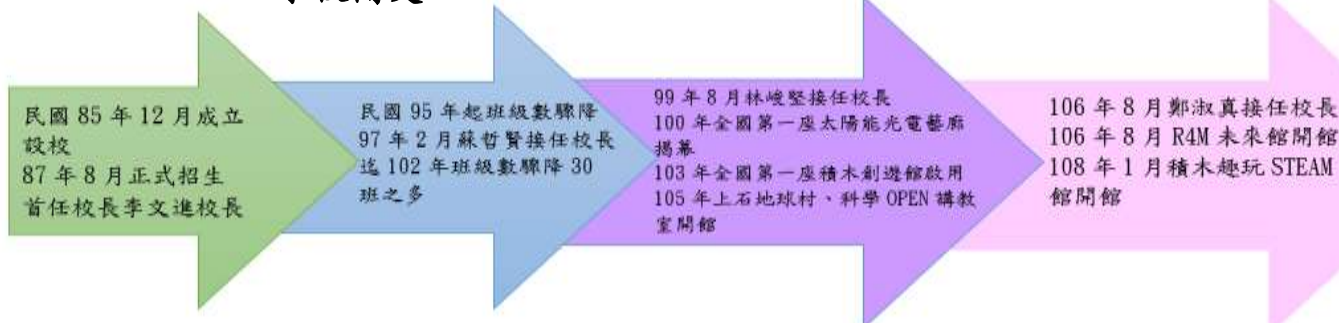 民國 85 年 12 月成立
設校
87 年 8 月正式招生
首任校長李文進校長
民國 95 年起班級數驟降
97 年 2 月蘇哲賢接任校長
迄 102 年班級數驟降 30
班之多
99 年 8 月林峻堅接任校長
100 年全國第一座太陽能光電藝廊
揭幕
103 年全國第一座積木創遊館啟用
105 年上石地球村、科學 OPEN 講教
室開館
106 年 8 月鄭淑真接任校長
106 年 8 月 R4M 未來館開館
108 年 1 月積木趣玩 STEAM
館開館